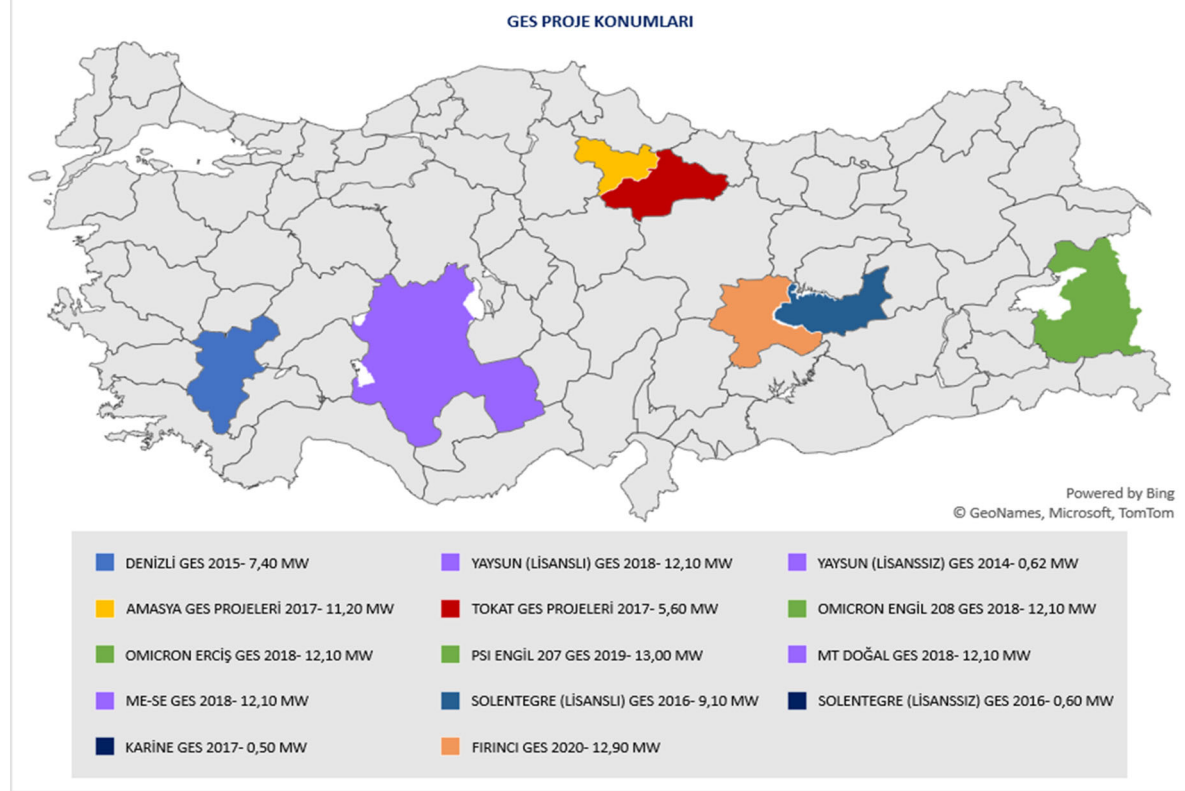 GES PROJE KONUMLARI
Powered by Bing
© GeoNames, Microsoft, TomTom
DENİZLİ GES 2015- 7,40 MW
YAYSUN (LİSANSLI) GES 2018- 12,10 MW
YAYSUN (LİSANSSIZ) GES 2014- 0,62 MW
AMASYA GES PROJELERİ 2017- 11,20 MW
TOKAT GES PROJELERİ 2017- 5,60 MW
OMICRON ENGİL 208 GES 2018- 12,10 MW
OMICRON ERCİŞ GES 2018- 12,10 MW
PSI ENGİL 207 GES 2019- 13,00 MW
MT DOĞAL GES 2018- 12,10 MW
ME-SE GES 2018- 12,10 MW
SOLENTEGRE (LİSANSLI) GES 2016- 9,10 MW
SOLENTEGRE (LİSANSSIZ) GES 2016- 0,60 MW
KARİNE GES 2017- 0,50 MW
FIRINCI GES 2020- 12,90 MW